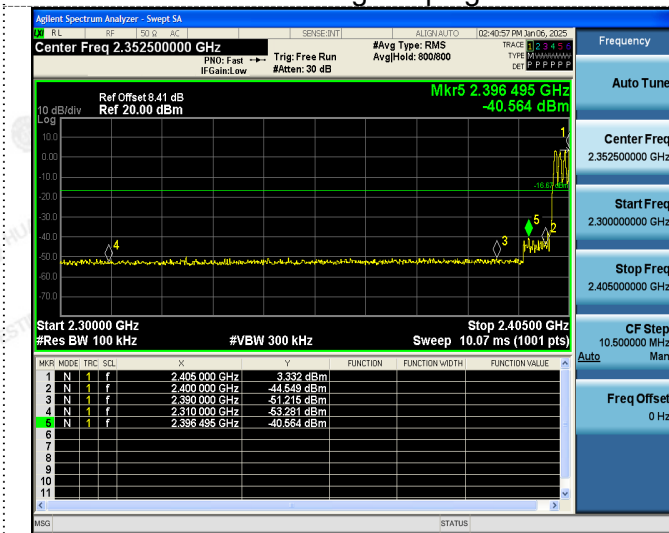 Agilent Spectrum Analyzer - Swept SA
RL RF 50 Ω AC SENSE:INT ALIGN AUTO 02:40:57 PM Jan 06, 2025
Center Freq 2.352500000 GHz
PNO: Fast
IFGain:Low
Trig: Free Run
#Atten: 30 dB
#Avg Type: RMS
Avg|Hold: 800/800
TRACE 1 2 3 4 5 6
TYPE M
DET P P P P P P
Frequency
Auto Tune
Center Freq
2.352500000 GHz
Start Freq
2.300000000 GHz
Stop Freq
2.405000000 GHz
CF Step
10.500000 MHz
Auto Man
Freq Offset
0 Hz
Mkr5 2.396 495 GHz
-40.564 dBm
Ref Offset 8.41 dB
10 dB/div Ref 20.00 dBm
Log
10.0
0.00
-10.0
-20.0
-30.0
-40.0
-50.0
-60.0
-70.0
-16.67 dBm
1
5
2
3
4
Start 2.30000 GHz Stop 2.40500 GHz
#Res BW 100 kHz #VBW 300 kHz Sweep 10.07 ms (1001 pts)
MKR MODE TRC SCL X Y FUNCTION FUNCTION WIDTH FUNCTION VALUE
1 N 1 f 2.405 000 GHz 3.332 dBm
2 N 1 f 2.400 000 GHz -44.549 dBm
3 N 1 f 2.390 000 GHz -51.215 dBm
4 N 1 f 2.310 000 GHz -53.281 dBm
5 N 1 f 2.396 495 GHz -40.564 dBm
6
7
8
9
10
11
MSG STATUS